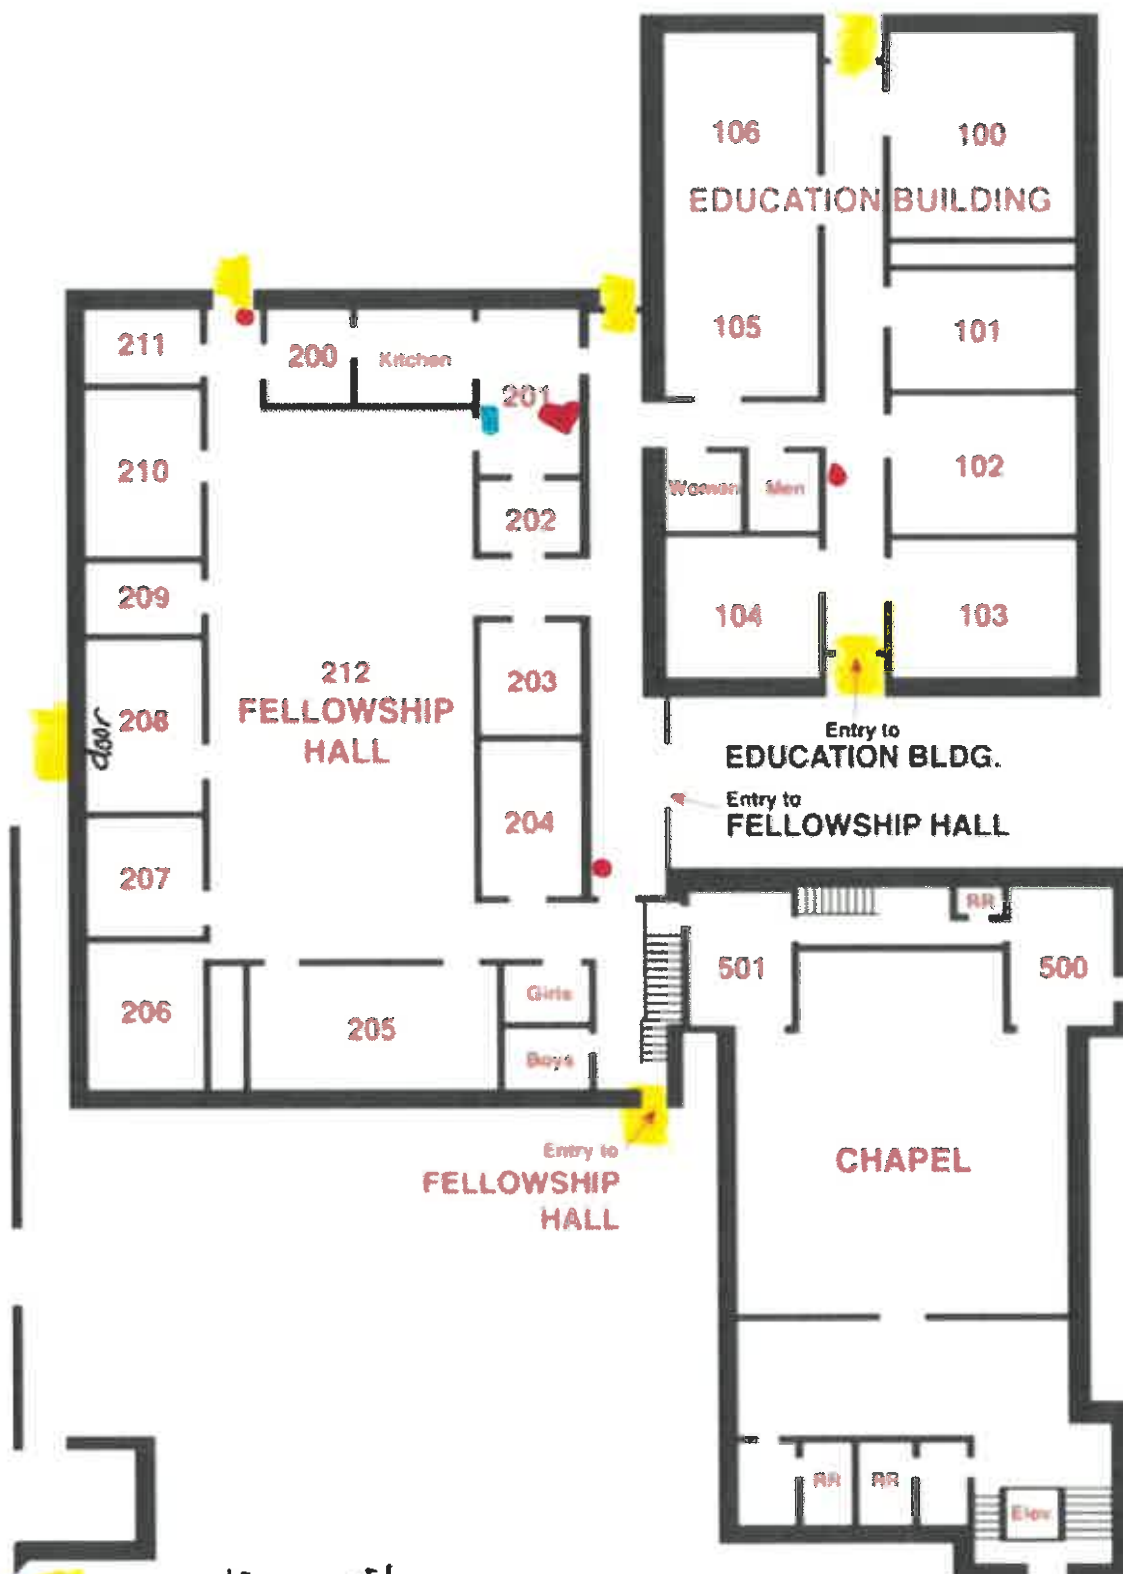 106
100
EDUCATION BUILDING
105
101
211
200
Kitchen
201
210
102
Women
Men
202
209
104
103
212
FELLOWSHIP
HALL
203
208
door
Entry to
EDUCATION BLDG.
Entry to
FELLOWSHIP HALL
204
207
RR
501
500
206
205
Girls
Boys
Entry to
FELLOWSHIP
HALL
CHAPEL
RR
RR
Elev